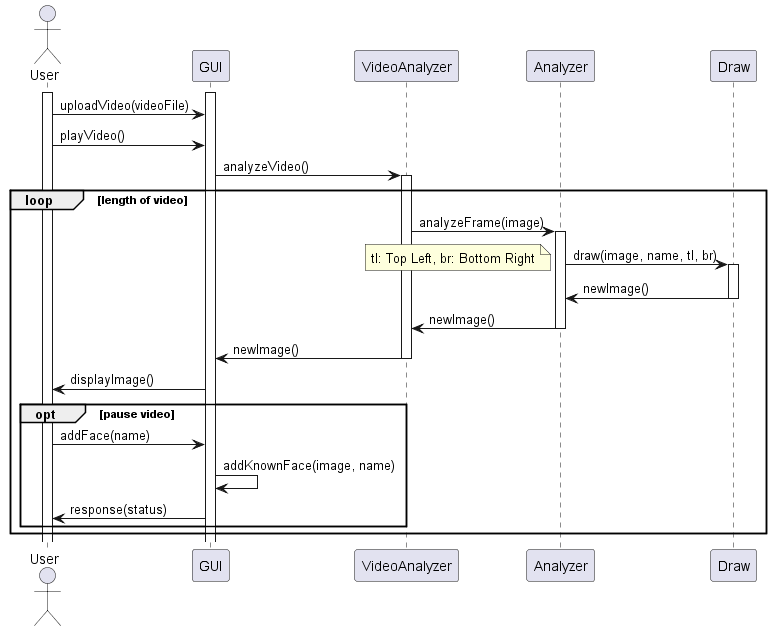 User
GUI
VideoAnalyzer
Analyzer
Draw
uploadVideo(videoFile)
playVideo()
analyzeVideo()
loop
[length of video]
analyzeFrame(image)
tl: Top Left, br: Bottom Right
draw(image, name, tl, br)
newImage()
newImage()
newImage()
displayImage()
opt
[pause video]
addFace(name)
addKnownFace(image, name)
response(status)
User
GUI
VideoAnalyzer
Analyzer
Draw